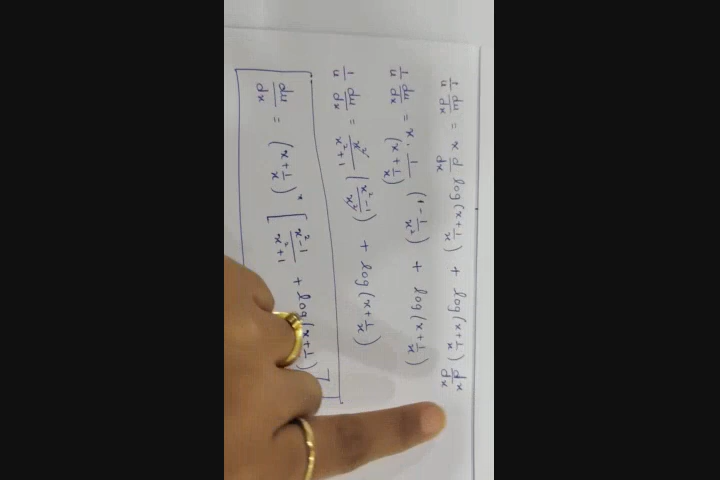 1/u du/dx = x d/dx log(x+1/x) + log(x+1/x) d/dx x
1/u du/dx = x · 1/(x+1/x) (1-1/x²) + log(x+1/x)
1/u du/dx = x²/(x²+1) (x²-1/x²) + log(x+1/x)
du/dx = (x+1/x)^x [x²-1/x²+1 + log(x+1/x)]